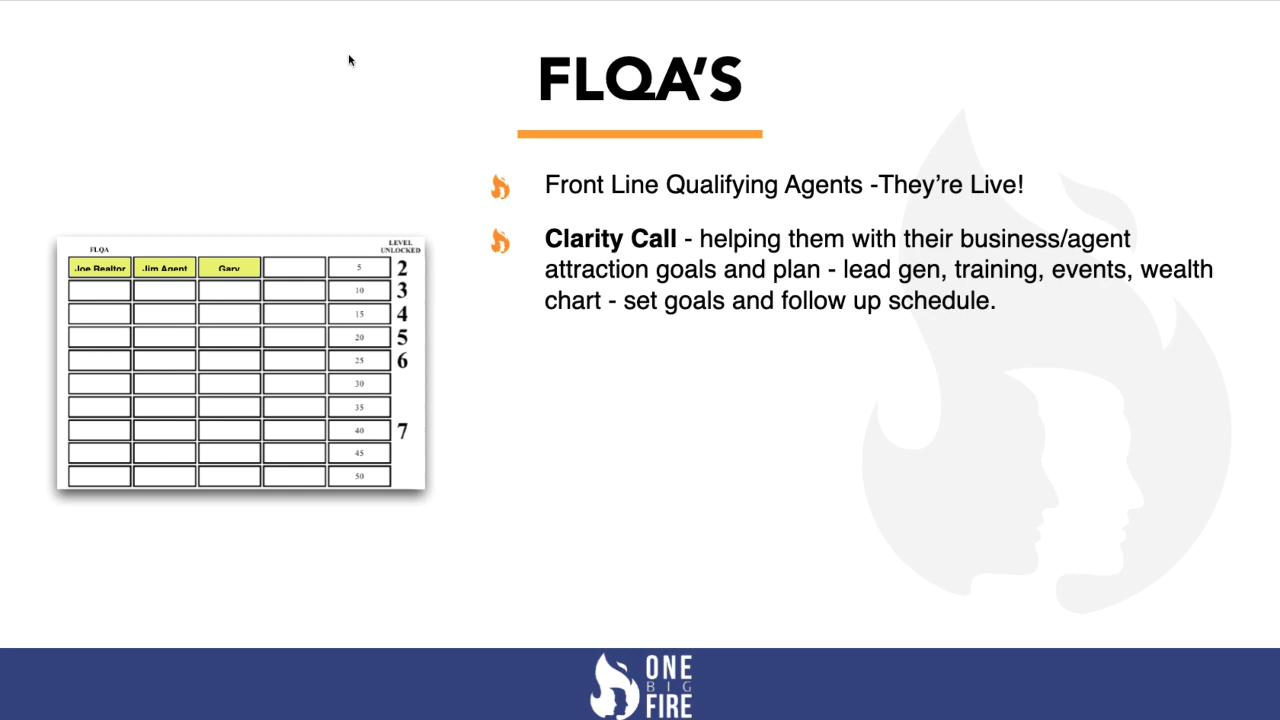 FLQA'S
Front Line Qualifying Agents -They're Live!
Clarity Call - helping them with their business/agent
attraction goals and plan - lead gen, training, events, wealth
chart - set goals and follow up schedule.
FLQA
LEVEL
UNLOCKED
Joe Realtor Jim Agent Gary 5 2
10 3
15 4
20 5
25 6
30
35
40 7
45
50
ONE
BIG
FIRE